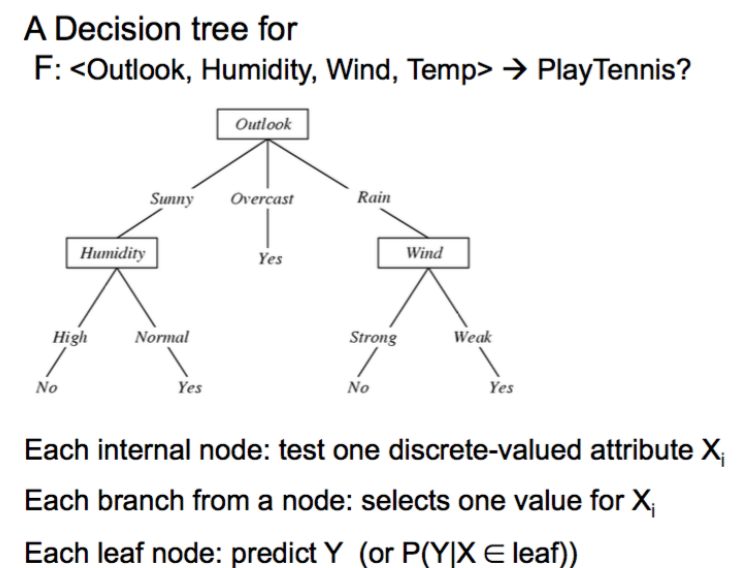 A Decision tree for
F: <Outlook, Humidity, Wind, Temp> → PlayTennis?
Outlook
Sunny Overcast Rain
Humidity Yes Wind
High Normal Strong Weak
No Yes No Yes
Each internal node: test one discrete-valued attribute Xᵢ
Each branch from a node: selects one value for Xᵢ
Each leaf node: predict Y (or P(Y|X ∈ leaf))